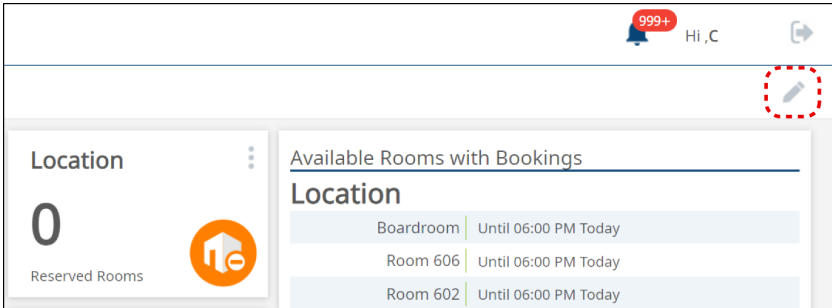 999+
Hi ,C
Location
0
Reserved Rooms
Available Rooms with Bookings
Location
Boardroom Until 06:00 PM Today
Room 606 Until 06:00 PM Today
Room 602 Until 06:00 PM Today